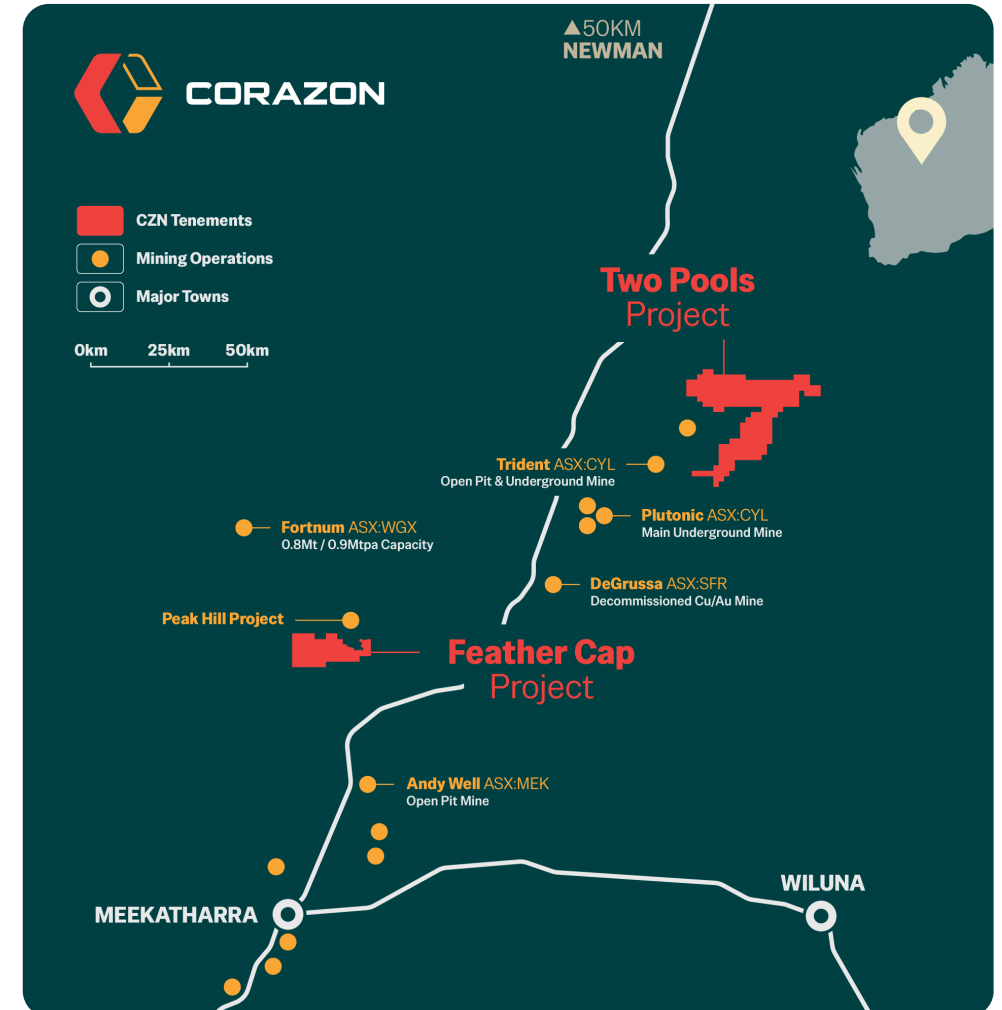 ▲50KM
NEWMAN
CORAZON
CZN Tenements
Mining Operations
Major Towns
0km 25km 50km
Two Pools
Project
Trident ASX:CYL
Open Pit & Underground Mine
Plutonic ASX:CYL
Main Underground Mine
Fortnum ASX:WGX
0.8Mt / 0.9Mtpa Capacity
DeGrussa ASX:SFR
Decommissioned Cu/Au Mine
Peak Hill Project
Feather Cap
Project
Andy Well ASX:MEK
Open Pit Mine
WILUNA
MEEKATHARRA